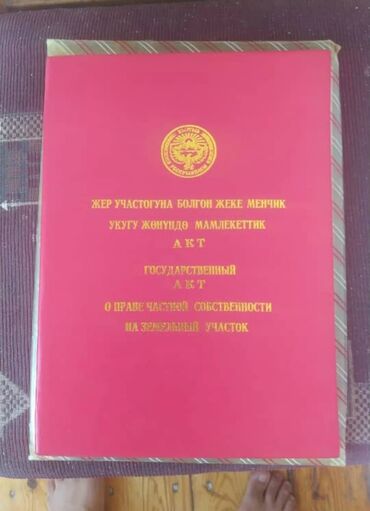 ЖЕР УЧАСТОГУНА БОЛГОН ЖЕКЕ МЕНЧИК
УКУГУ ЖӨНҮНДӨ МАМЛЕКЕТТИК
АКТ
ГОСУДАРСТВЕННЫЙ
АКТ
О ПРАВЕ ЧАСТНОЙ СОБСТВЕННОСТИ
НА ЗЕМЕЛЬНЫЙ УЧАСТОК